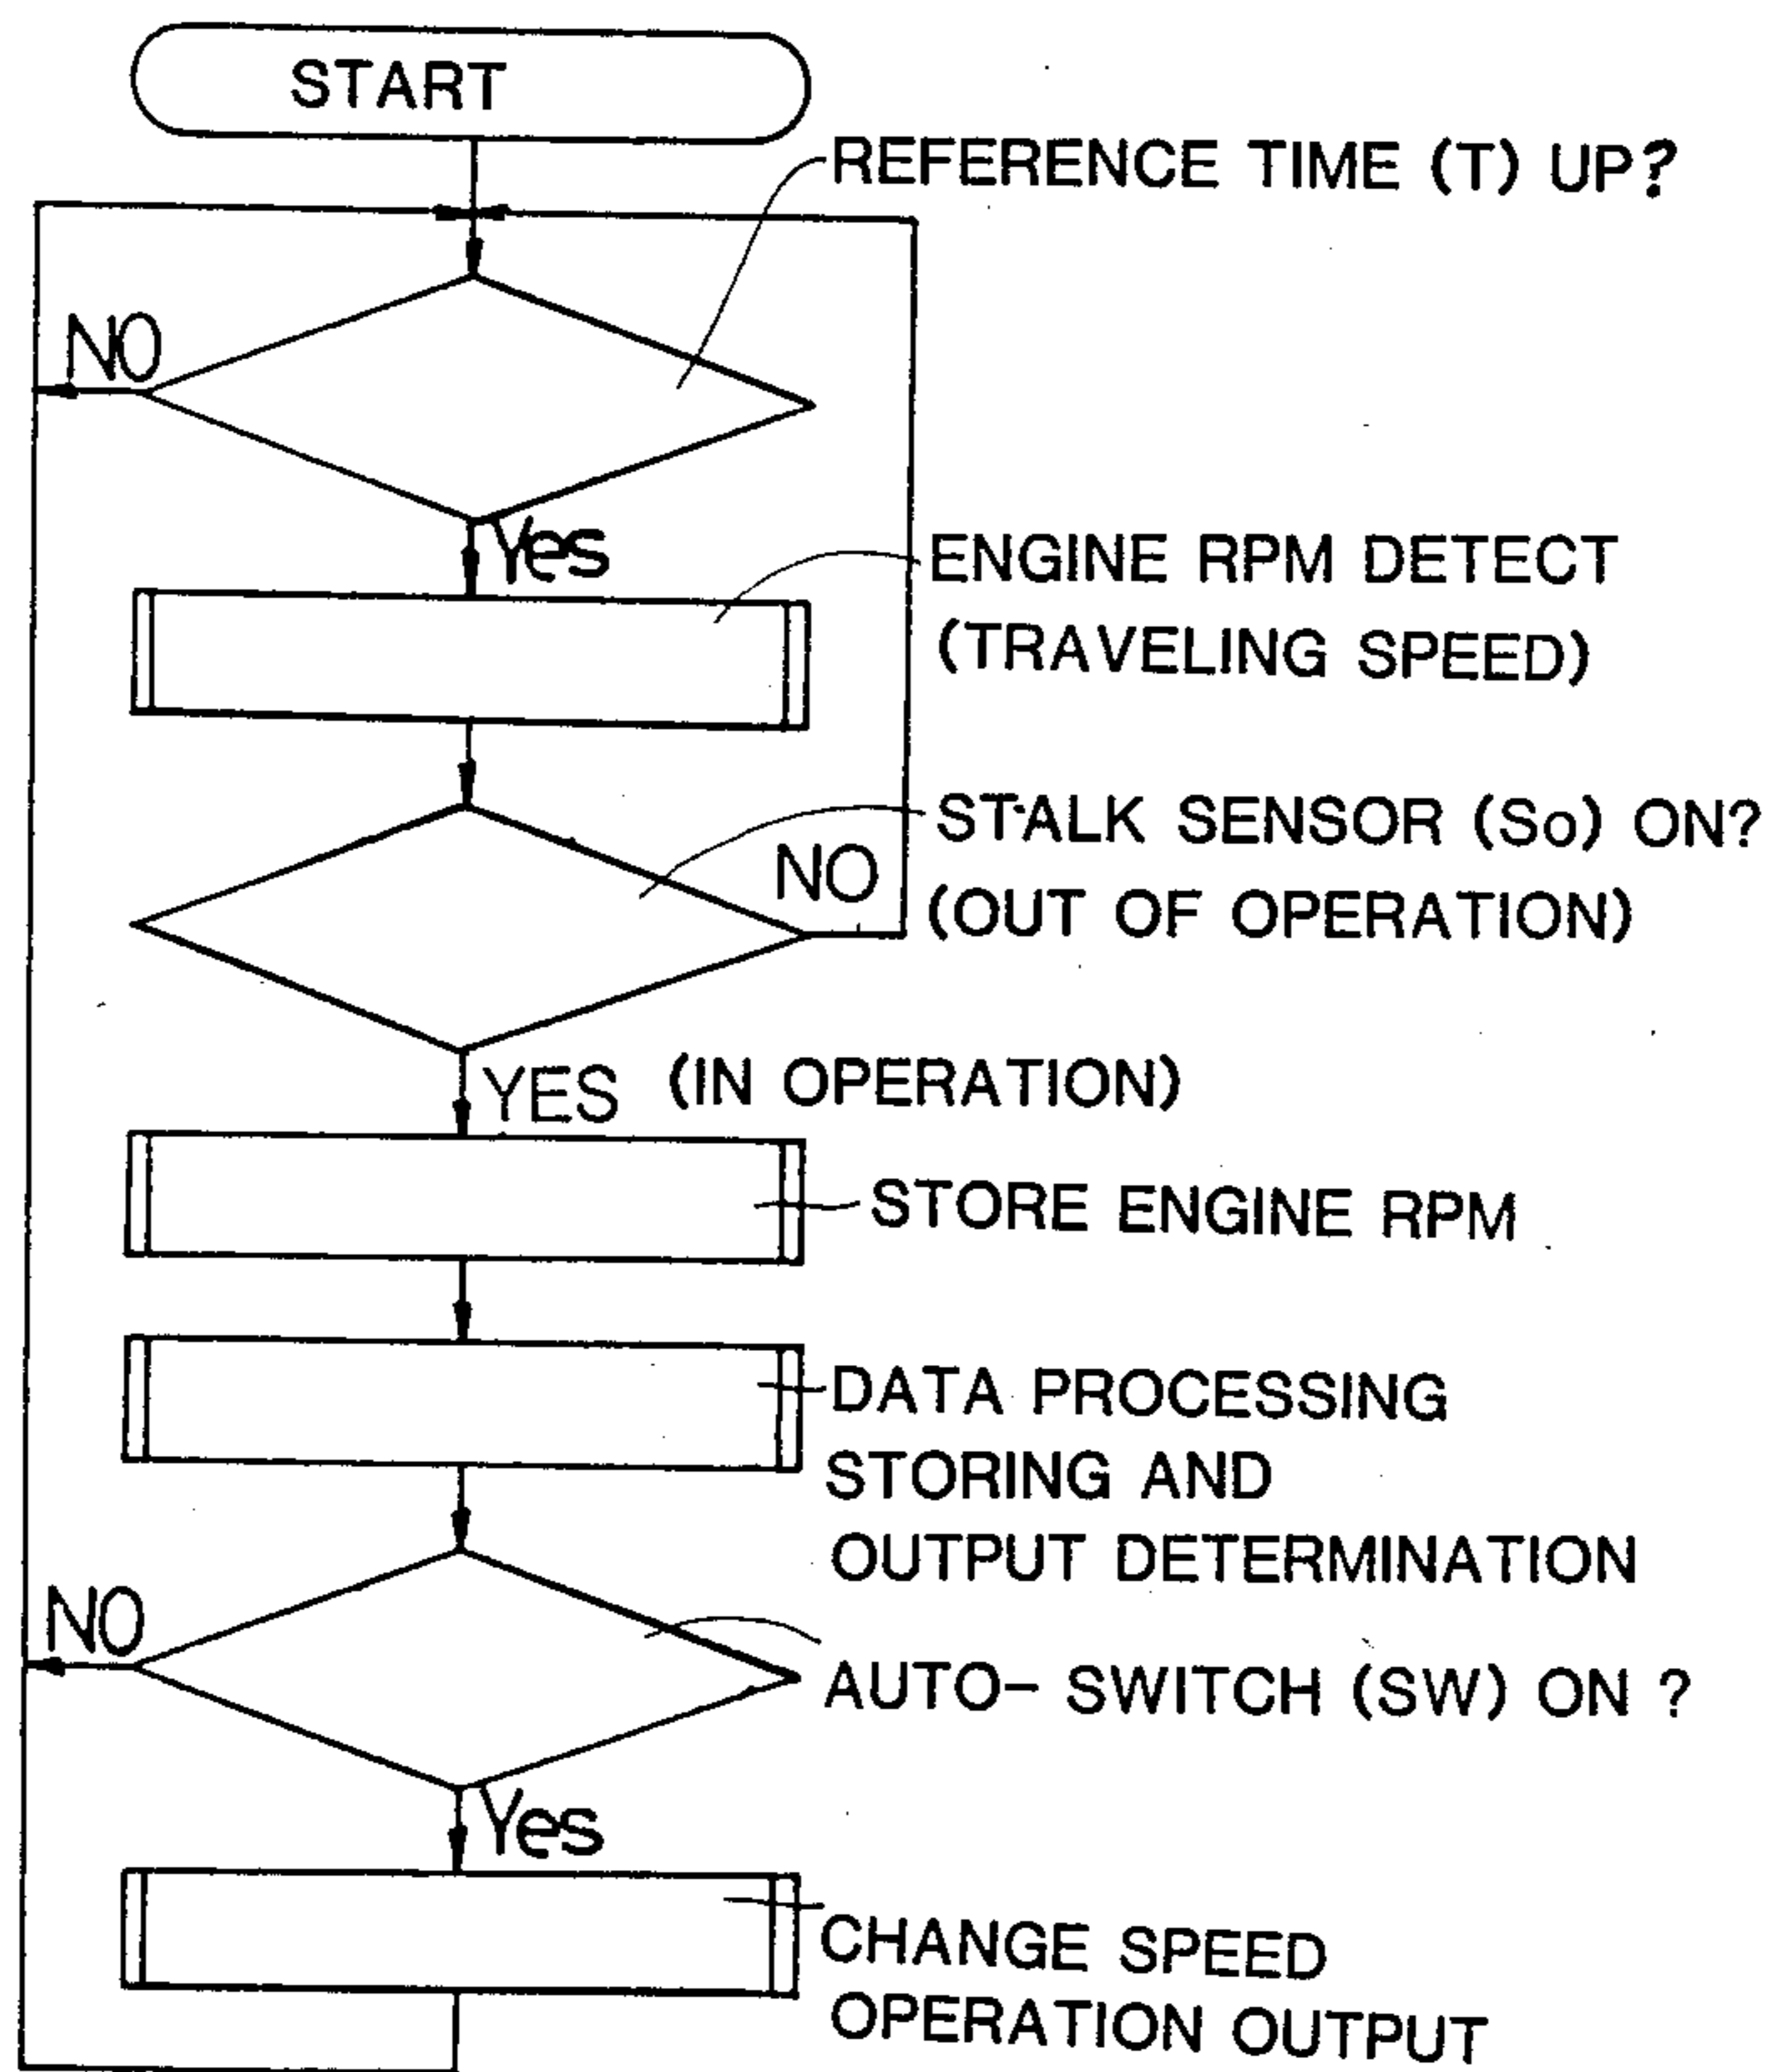 START
REFERENCE TIME (T) UP?
NO
Yes
ENGINE RPM DETECT
(TRAVELING SPEED)
STALK SENSOR (So) ON?
NO
(OUT OF OPERATION)
YES (IN OPERATION)
STORE ENGINE RPM
DATA PROCESSING
STORING AND
OUTPUT DETERMINATION
NO
AUTO- SWITCH (SW) ON ?
Yes
CHANGE SPEED
OPERATION OUTPUT